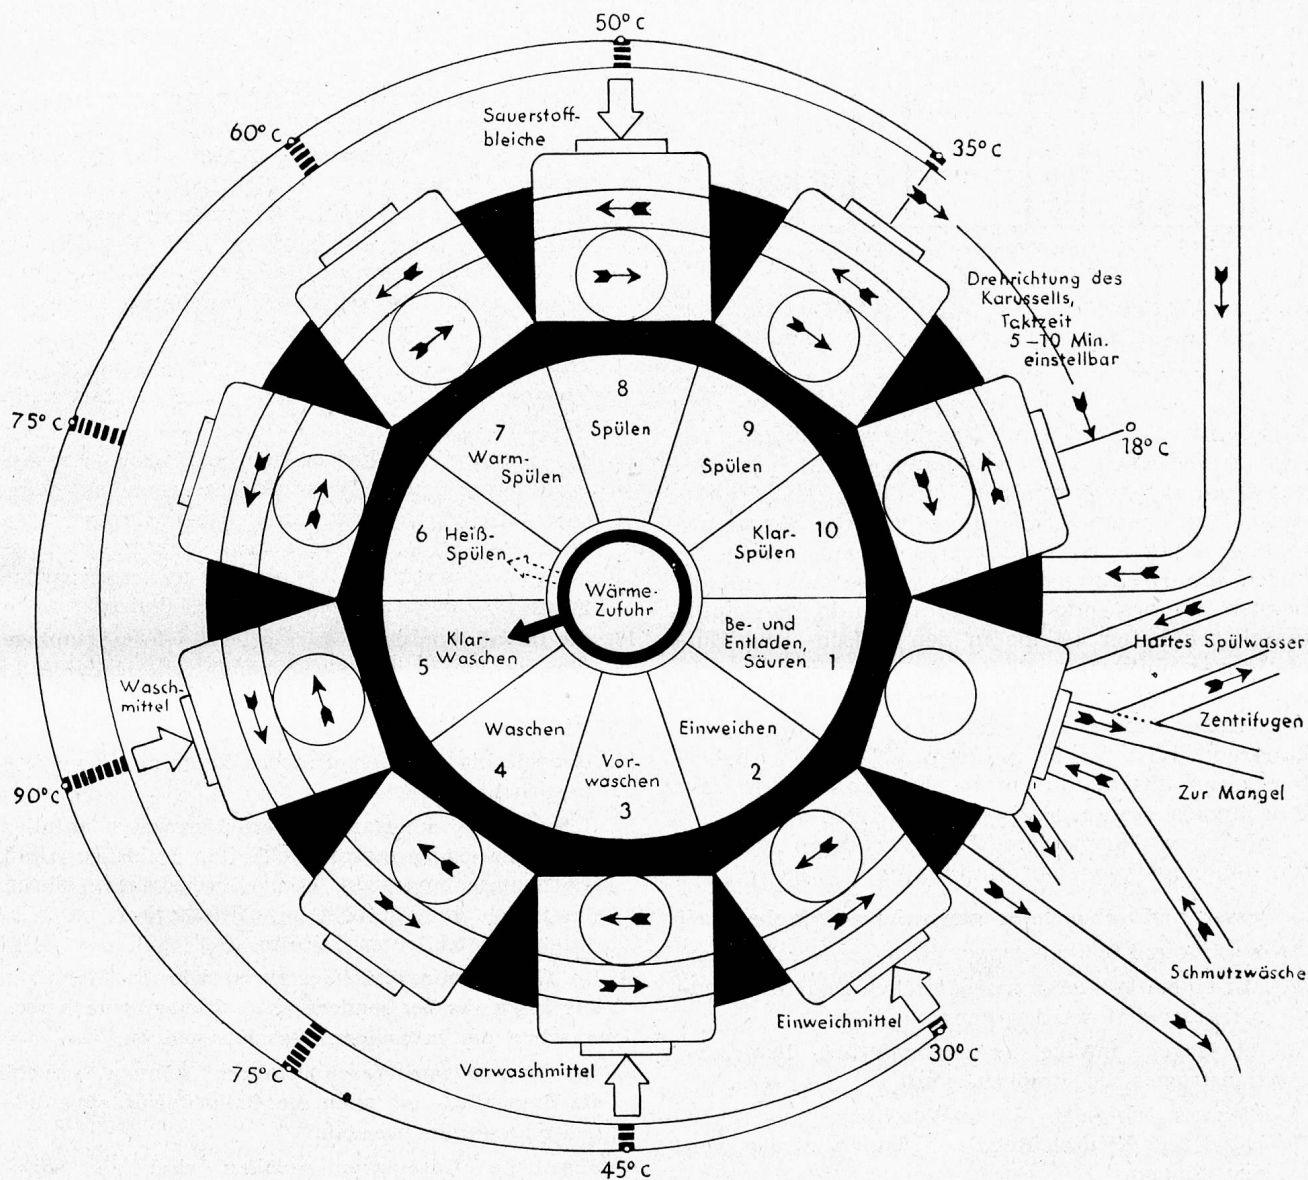 50° C
60° C
Sauerstoff-
bleiche
35° C
Drehrichtung des
Karussells,
Taktzeit
5–10 Min.
einstellbar
75° C
18° C
8
Spülen
7
Warm-
Spülen
9
Spülen
6
Heiß-
Spülen
10
Klar-
Spülen
Wärme-
Zufuhr
Klar-
Waschen
5
Be- und
Entladen,
Säuren
1
Hartes Spülwasser
Wasch-
mittel
Waschen
4
Vor-
waschen
3
Einweichen
2
Zentrifugen
Zur Mangel
90° C
Schmutzwäsche
Einweichmittel
30° C
75° C
Vorwaschmittel
45° C